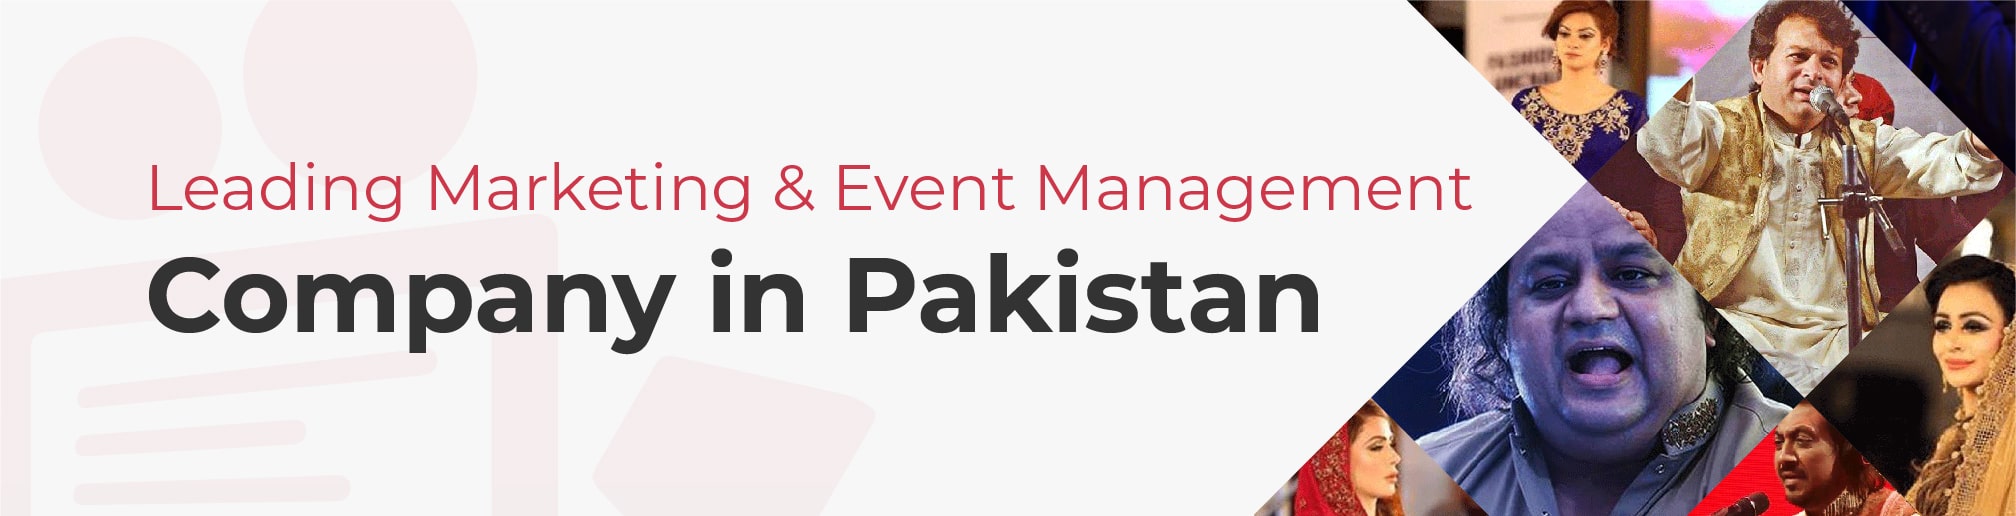 Leading Marketing & Event Management
Company in Pakistan